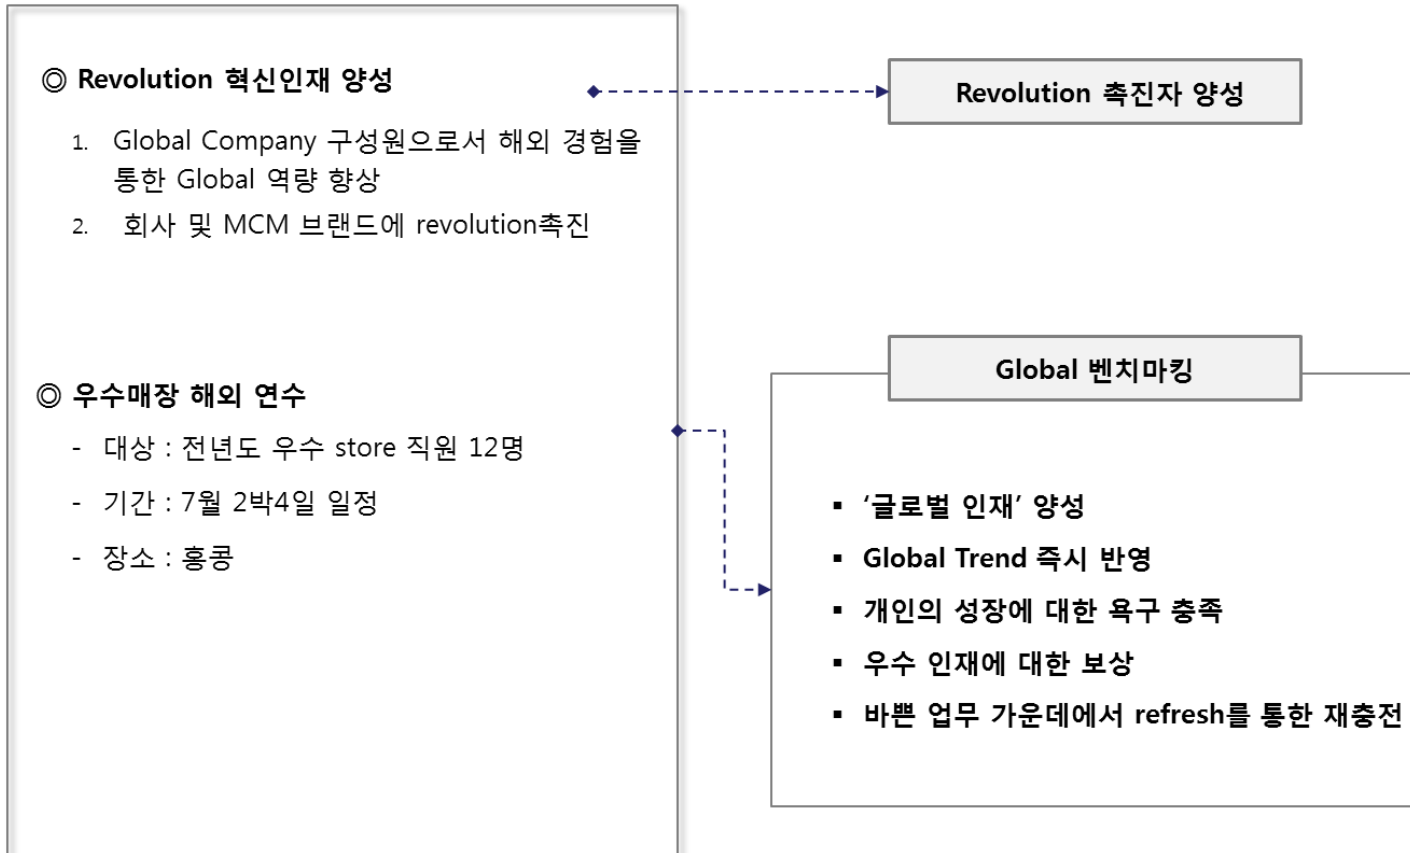 ◎ Revolution 혁신인재 양성
1. Global Company 구성원으로서 해외 경험을
통한 Global 역량 향상
2. 회사 및 MCM 브랜드에 revolution촉진
◎ 우수매장 해외 연수
- 대상 : 전년도 우수 store 직원 12명
- 기간 : 7월 2박4일 일정
- 장소 : 홍콩
Revolution 촉진자 양성
Global 벤치마킹
▪ ‘글로벌 인재’ 양성
▪ Global Trend 즉시 반영
▪ 개인의 성장에 대한 욕구 충족
▪ 우수 인재에 대한 보상
▪ 바쁜 업무 가운데에서 refresh를 통한 재충전